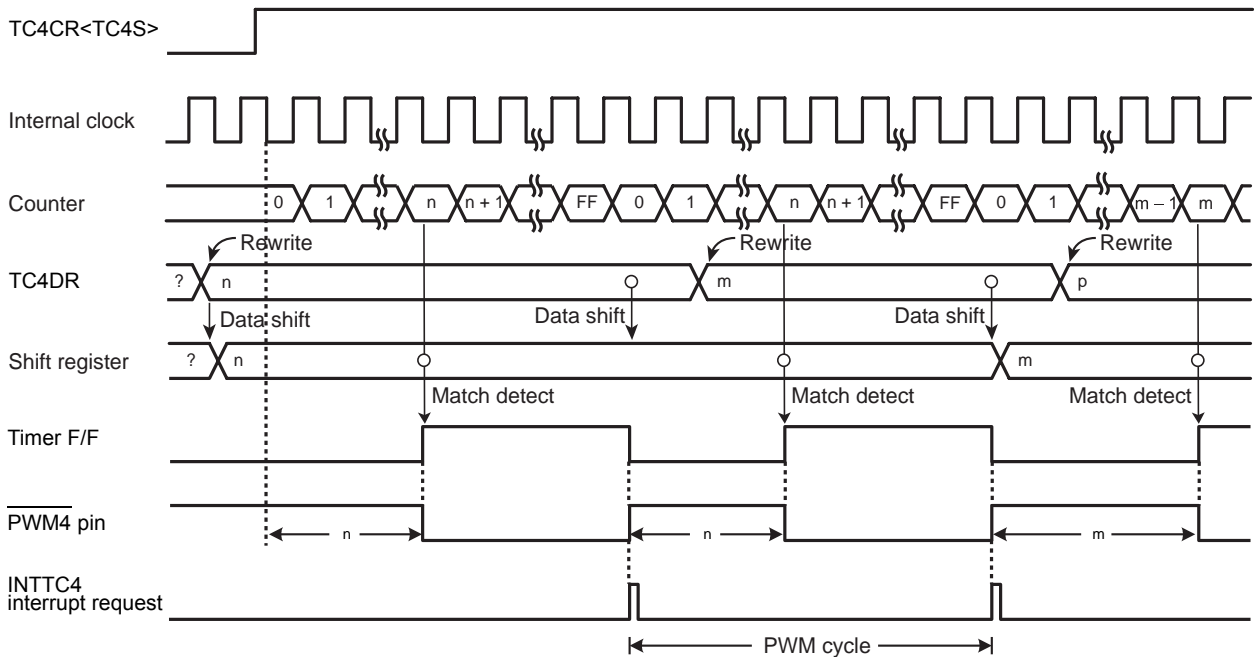 TC4CR<TC4S>
Internal clock
Counter
0 1 n n + 1 FF 0 1 n n + 1 FF 0 1 m – 1 m
Rewrite Rewrite Rewrite
TC4DR
? n m p
Data shift Data shift Data shift
Shift register
? n m
Match detect Match detect Match detect
Timer F/F
PWM4 pin
n n m
INTTC4
interrupt request
PWM cycle